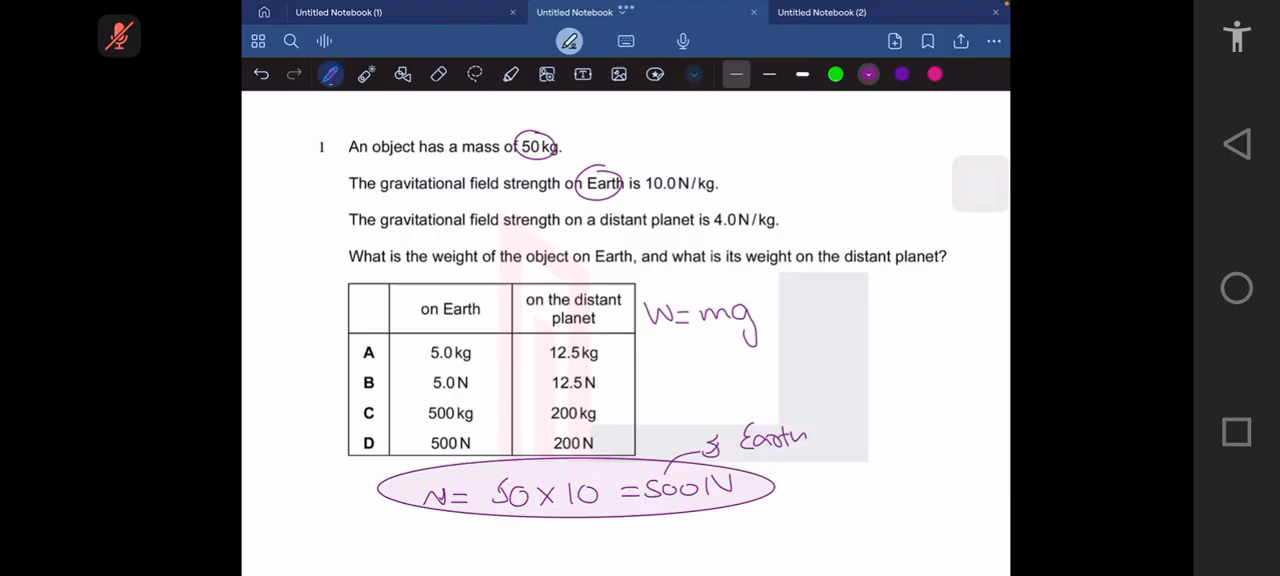 Untitled Notebook (1)
Untitled Notebook
Untitled Notebook (2)
1 An object has a mass of 50 kg.
The gravitational field strength on Earth is 10.0 N/kg.
The gravitational field strength on a distant planet is 4.0 N/kg.
What is the weight of the object on Earth, and what is its weight on the distant planet?
on Earth on the distant
planet
W = mg
A 5.0 kg 12.5 kg
B 5.0 N 12.5 N
C 500 kg 200 kg
D 500 N 200 N
Earth
W = 50 × 10 = 500 N